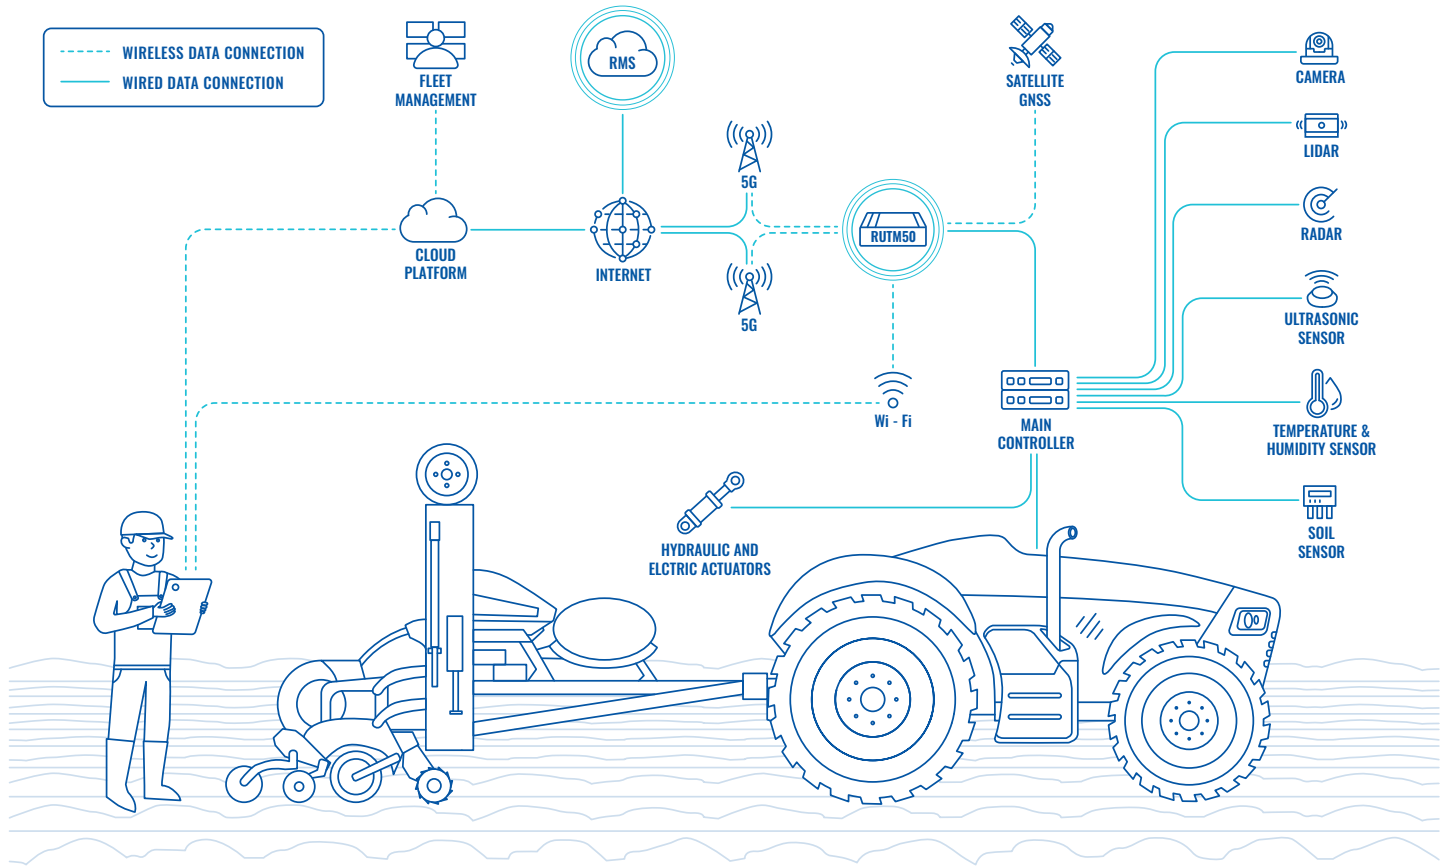 WIRELESS DATA CONNECTION
WIRED DATA CONNECTION
FLEET
MANAGEMENT
RMS
SATELLITE
GNSS
CAMERA
LIDAR
5G
RADAR
RUTM50
CLOUD
PLATFORM
INTERNET
5G
ULTRASONIC
SENSOR
Wi - Fi
MAIN
CONTROLLER
TEMPERATURE &
HUMIDITY SENSOR
HYDRAULIC AND
ELCTRIC ACTUATORS
SOIL
SENSOR